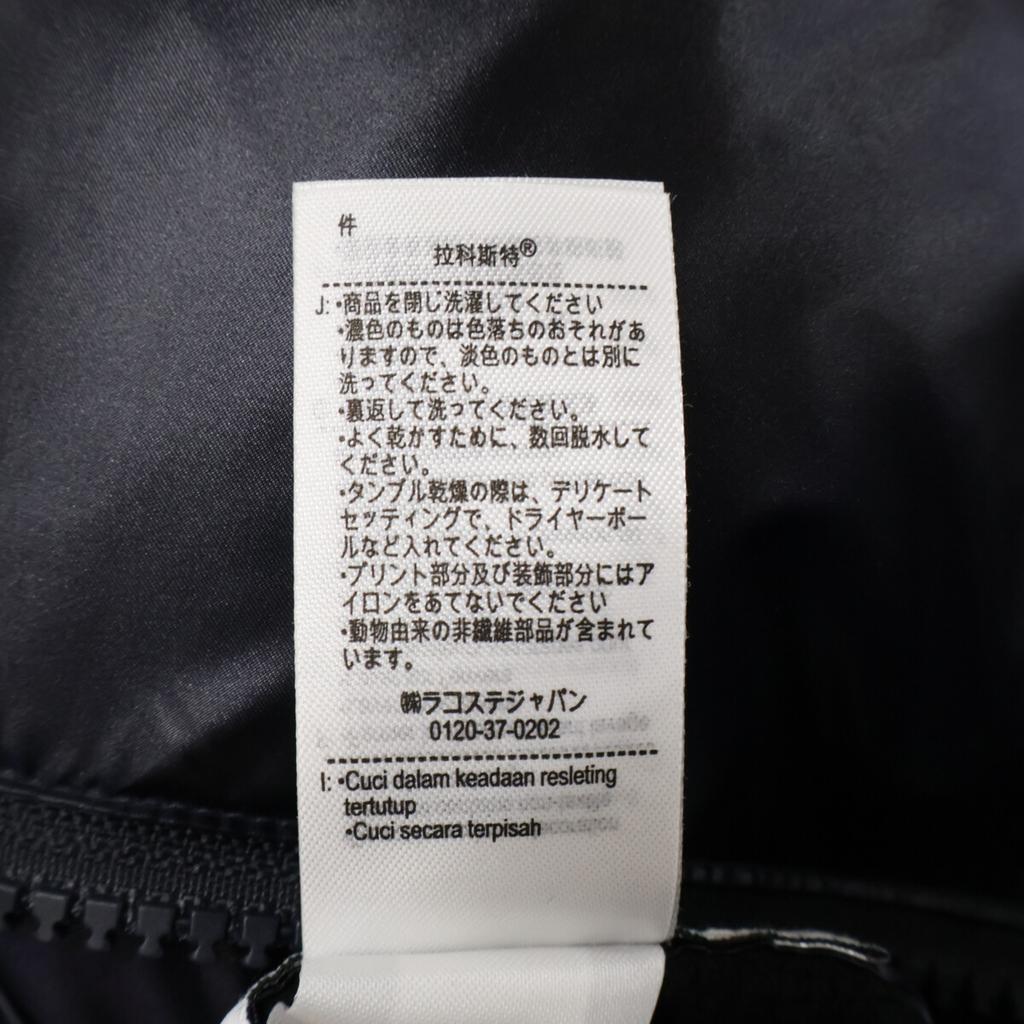 件
拉科斯特®
J: •商品を閉じ洗濯してください
•濃色のものは色落ちのおそれがあ
りますので、淡色のものとは別に
洗ってください。
•裏返して洗ってください。
•よく乾かすために、数回脱水して
ください。
•タンブル乾燥の際は、デリケート
セッティングで、ドライヤーボー
ルなど入れてください。
•プリント部分及び装飾部分にはア
イロンをあてないでください
•動物由来の非繊維部品が含まれて
います。
㈱ラコステジャパン
0120-37-0202
I: •Cuci dalam keadaan resleting
tertutup
•Cuci secara terpisah